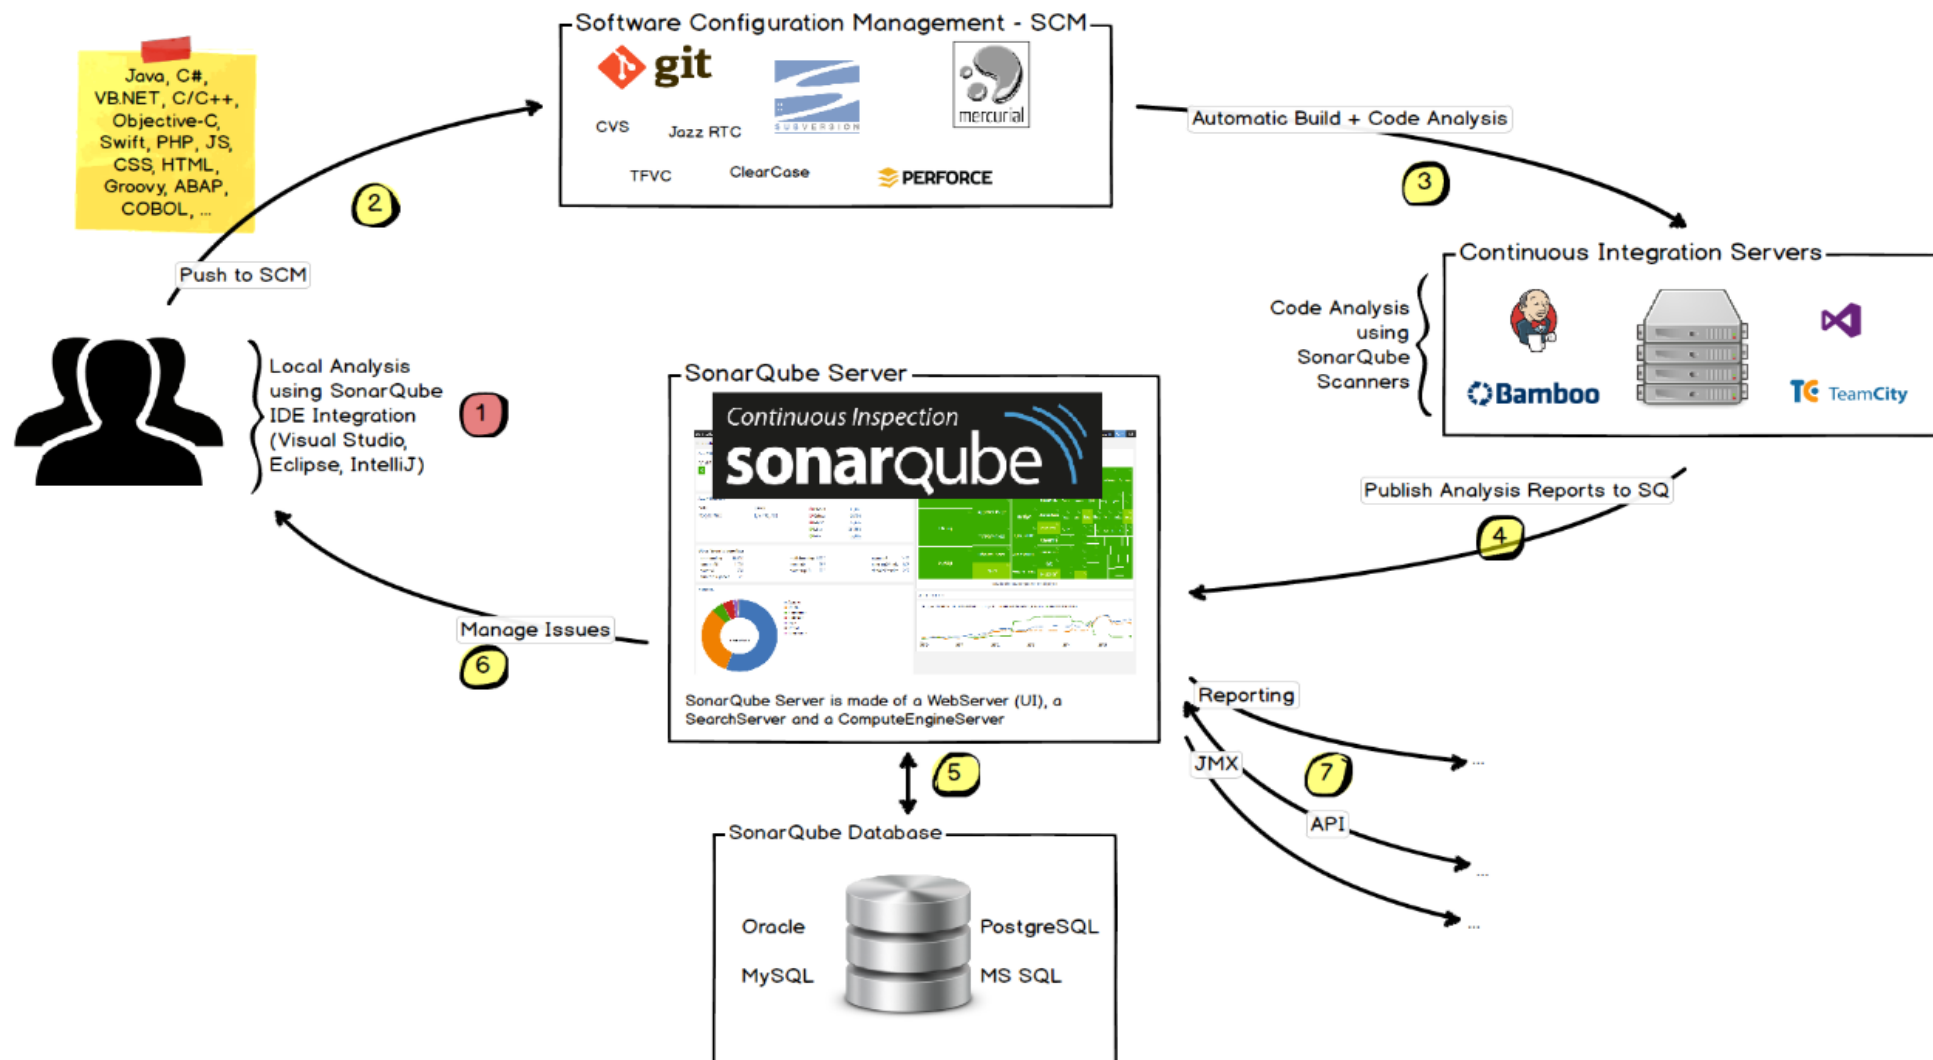 Software Configuration Management - SCM
git
SUBVERSION
mercurial
CVS
Jazz RTC
TFVC
ClearCase
PERFORCE
Java, C#,
VB.NET, C/C++,
Objective-C,
Swift, PHP, JS,
CSS, HTML,
Groovy, ABAP,
COBOL, ...
2
Push to SCM
Automatic Build + Code Analysis
3
Continuous Integration Servers
Code Analysis
using
SonarQube
Scanners
Bamboo
TC TeamCity
Local Analysis
using SonarQube
IDE Integration
(Visual Studio,
Eclipse, IntelliJ)
1
SonarQube Server
Continuous Inspection
sonarqube
SonarQube Server is made of a WebServer (UI), a
SearchServer and a ComputeEngineServer
Publish Analysis Reports to SQ
4
Manage Issues
6
5
Reporting
...
JMX
7
API
...
...
SonarQube Database
Oracle
PostgreSQL
MySQL
MS SQL